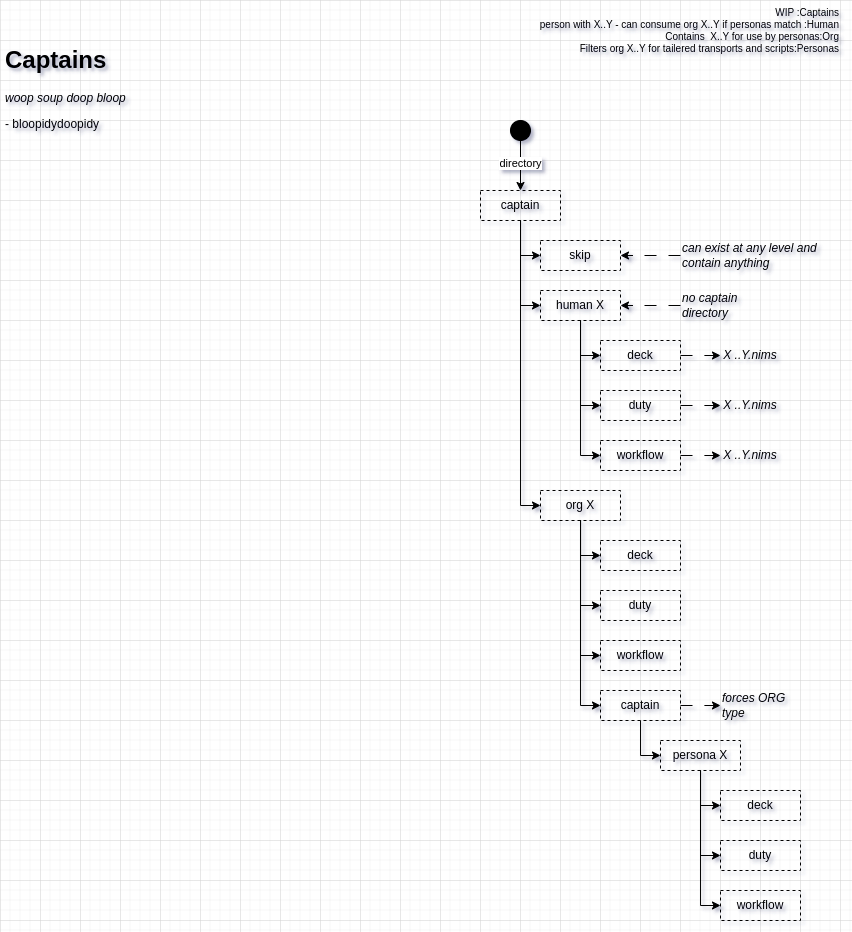 WIP :Captains
person with X..Y - can consume org X..Y if personas match :Human
Contains  X..Y for use by personas:Org
Filters org X..Y for tailered transports and scripts:Personas
Captains
woop soup doop bloop
- bloopidydoopidy
directory
captain
skip
can exist at any level and
contain anything
human X
no captain
directory
deck
X ..Y.nims
duty
X ..Y.nims
workflow
X ..Y.nims
org X
deck
duty
workflow
captain
forces ORG
type
persona X
deck
duty
workflow